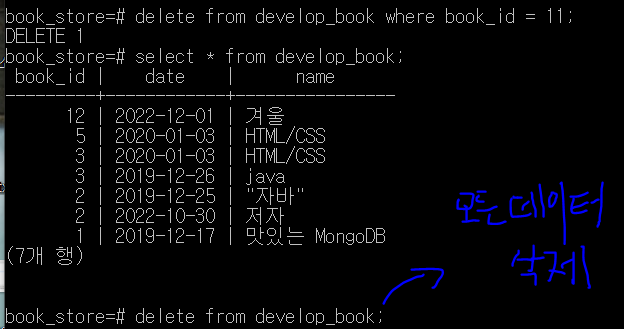 book_store=# delete from develop_book where book_id = 11;
DELETE 1
book_store=# select * from develop_book;
book_id | date | name
----------+------------+----------------
12 | 2022-12-01 | 겨울
5 | 2020-01-03 | HTML/CSS
3 | 2020-01-03 | HTML/CSS
3 | 2019-12-26 | java
2 | 2019-12-25 | "자바"
2 | 2022-10-30 | 저자
1 | 2019-12-17 | 맛있는 MongoDB
(7개 행)
모든 데이터
삭제
book_store=# delete from develop_book;